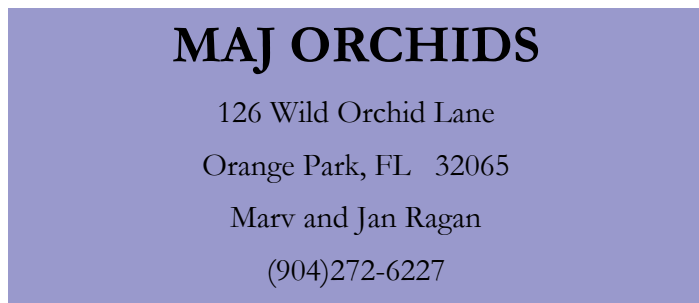 MAJ ORCHIDS
126 Wild Orchid Lane
Orange Park, FL   32065
Marv and Jan Ragan
(904)272-6227